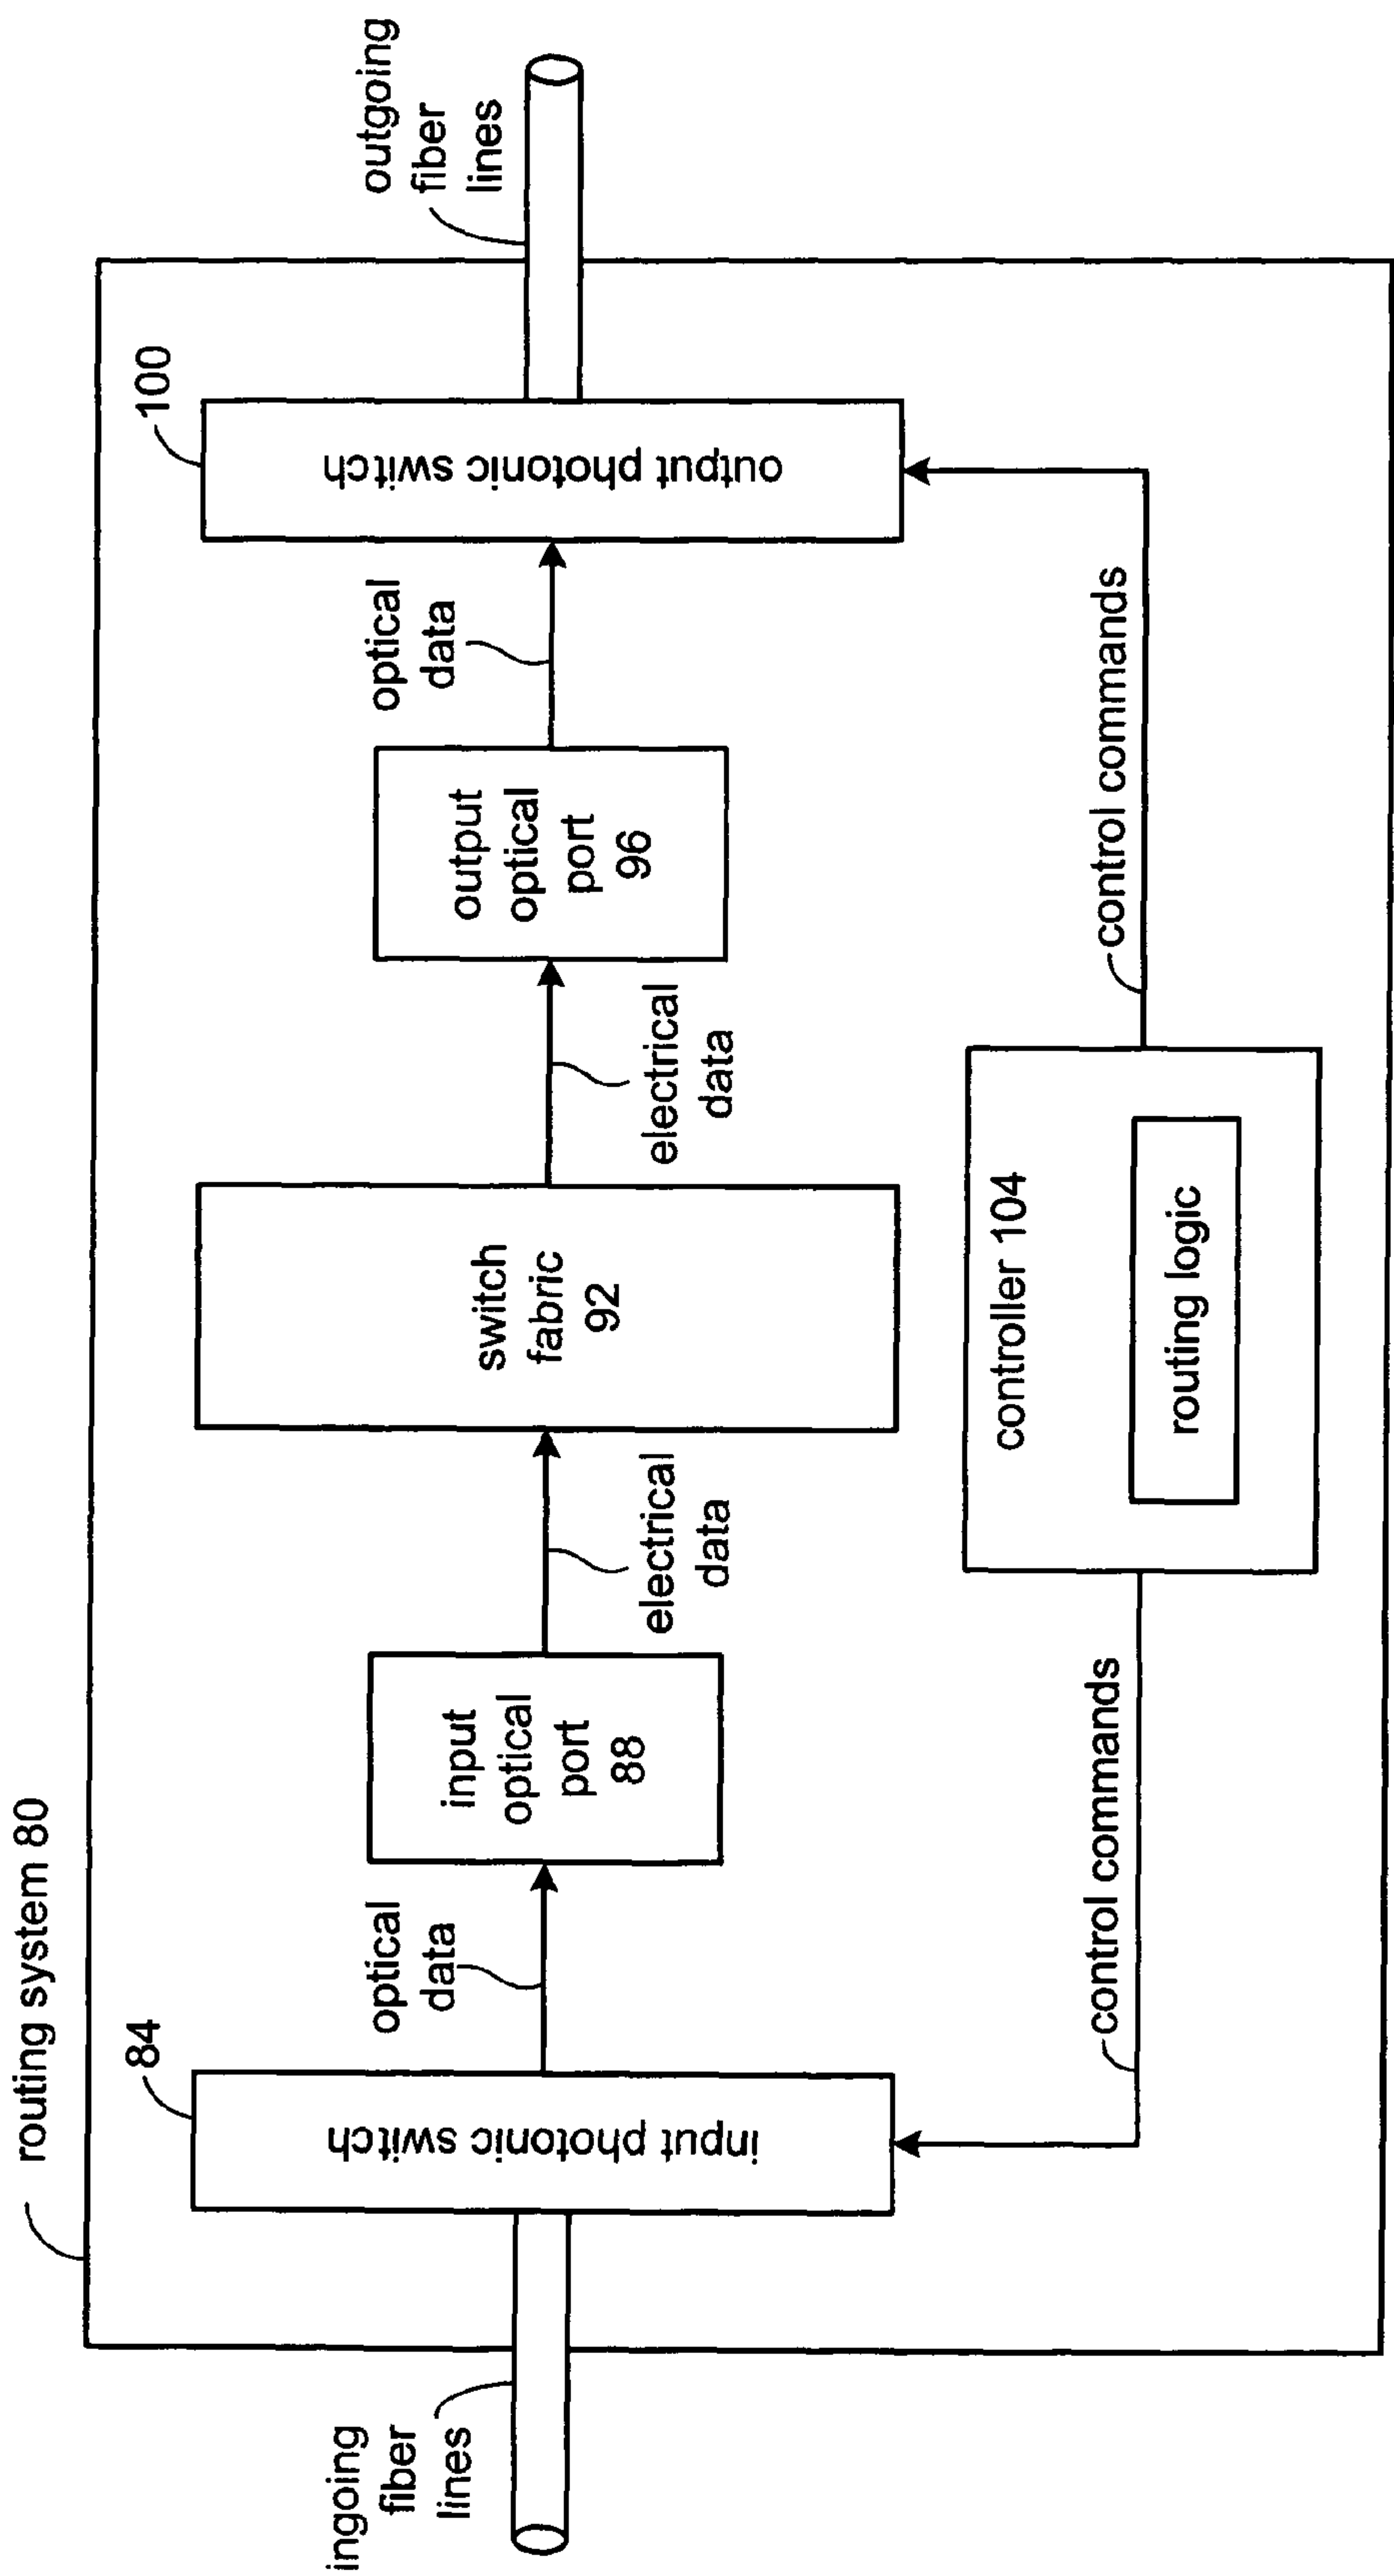 routing system 80
ingoing
fiber
lines
84
input photonic switch
optical
data
input
optical
port
88
electrical
data
switch
fabric
92
electrical
data
output
optical
port
96
optical
data
100
output photonic switch
outgoing
fiber
lines
control commands
controller 104
routing logic
control commands